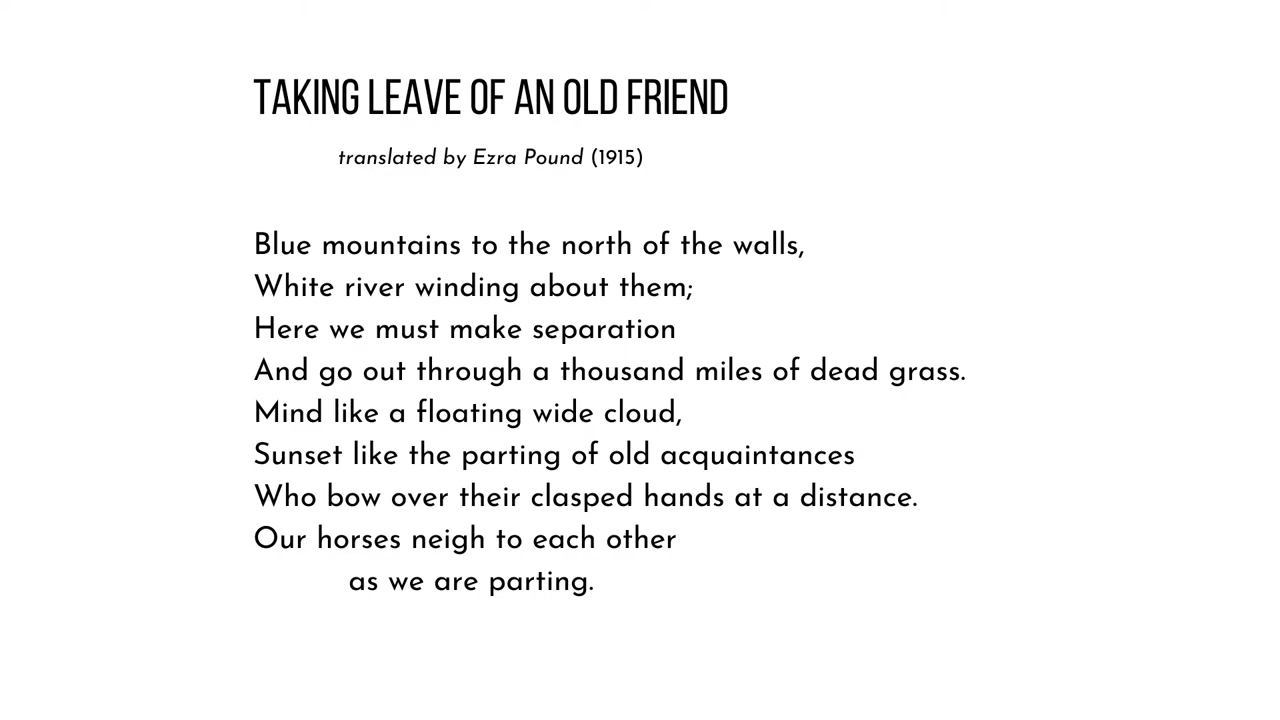 TAKING LEAVE OF AN OLD FRIEND
translated by Ezra Pound (1915)
Blue mountains to the north of the walls,
White river winding about them;
Here we must make separation
And go out through a thousand miles of dead grass.
Mind like a floating wide cloud,
Sunset like the parting of old acquaintances
Who bow over their clasped hands at a distance.
Our horses neigh to each other
as we are parting.